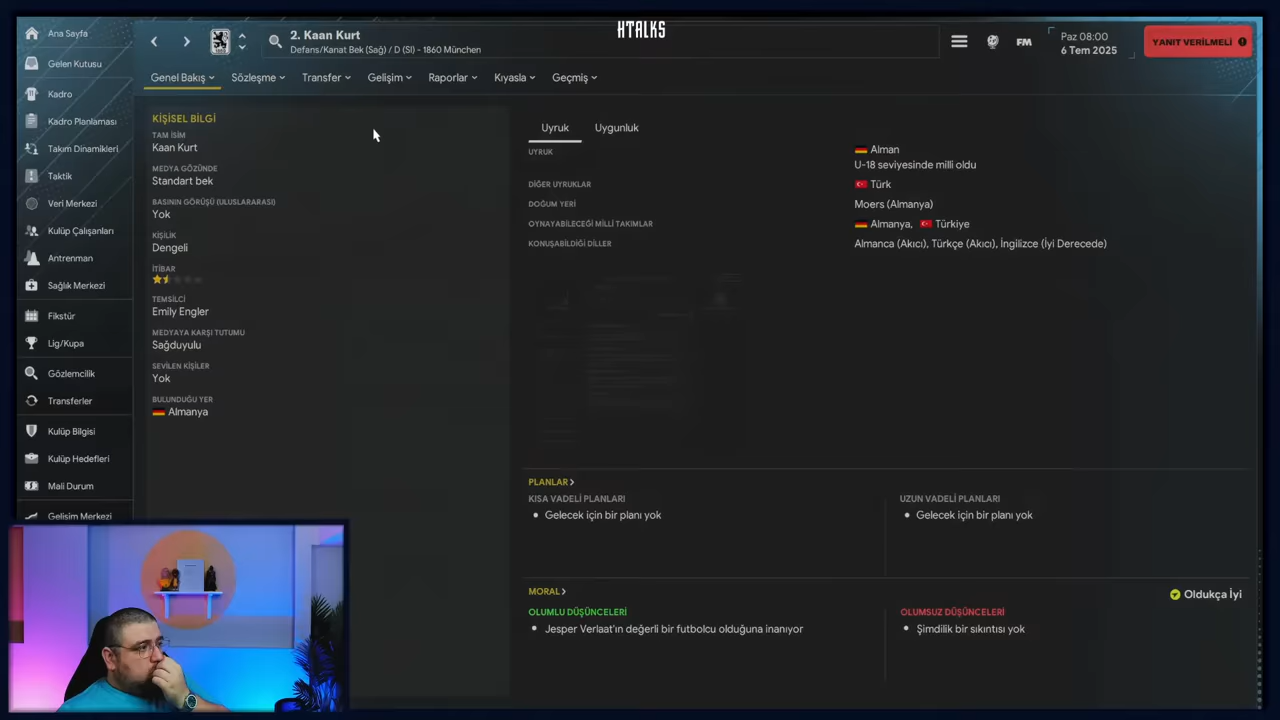 HTALKS
Ana Sayfa
Gelen Kutusu
Kadro
Kadro Planlaması
Takım Dinamikleri
Taktik
Veri Merkezi
Kulüp Çalışanları
Antrenman
Sağlık Merkezi
Fikstür
Lig/Kupa
Gözlemcilik
Transferler
Kulüp Bilgisi
Kulüp Hedefleri
Mali Durum
Gelişim Merkezi
2. Kaan Kurt
Defans/Kanat Bek (Sağ) / D (Sl) - 1860 München
FM
Paz 08:00
6 Tem 2025
YANIT VERİLMELİ
Genel Bakış
Sözleşme
Transfer
Gelişim
Raporlar
Kıyasla
Geçmiş
KİŞİSEL BİLGİ
TAM İSİM
Kaan Kurt
MEDYA GÖZÜNDE
Standart bek
BASININ GÖRÜŞÜ (ULUSLARARASI)
Yok
KİŞİLİK
Dengeli
İTİBAR
TEMSİLCİ
Emily Engler
MEDYAYA KARŞI TUTUMU
Sağduyulu
SEVİLEN KİŞİLER
Yok
BULUNDUĞU YER
Almanya
Uyruk
Uygunluk
UYRUK
Alman
U-18 seviyesinde milli oldu
DİĞER UYRUKLAR
Türk
DOĞUM YERİ
Moers (Almanya)
OYNAYABİLECEĞİ MİLLİ TAKIMLAR
Almanya, Türkiye
KONUŞABİLDİĞİ DİLLER
Almanca (Akıcı), Türkçe (Akıcı), İngilizce (İyi Derecede)
PLANLAR
KISA VADELİ PLANLARI
Gelecek için bir planı yok
UZUN VADELİ PLANLARI
Gelecek için bir planı yok
MORAL
Oldukça İyi
OLUMLU DÜŞÜNCELERİ
Jesper Verlaat'ın değerli bir futbolcu olduğuna inanıyor
OLUMSUZ DÜŞÜNCELERİ
Şimdilik bir sıkıntısı yok